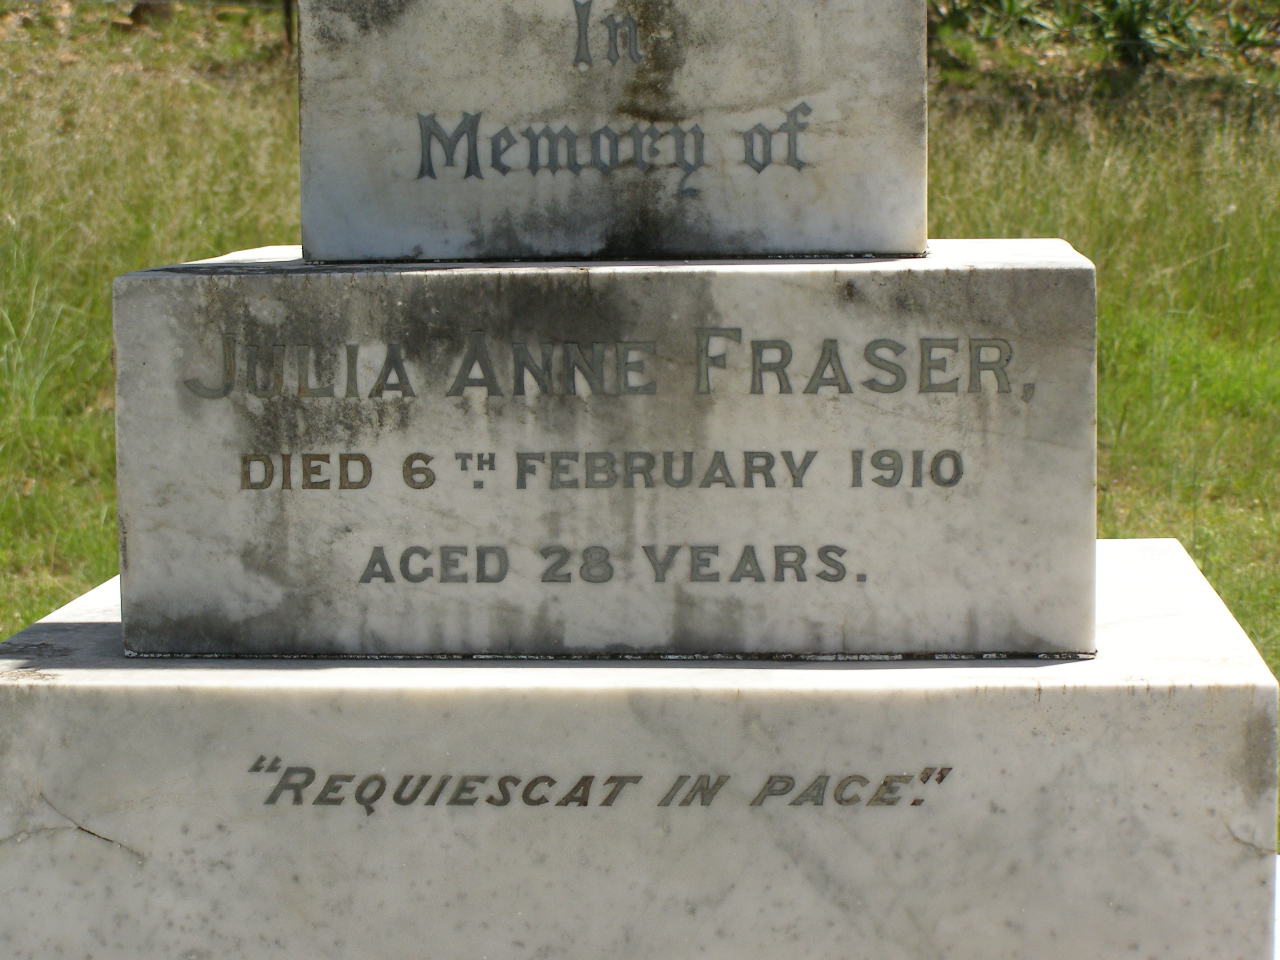 In
Memory of
JULIA ANNE FRASER,
DIED 6TH. FEBRUARY 1910
AGED 28 YEARS.
"REQUIESCAT IN PACE."